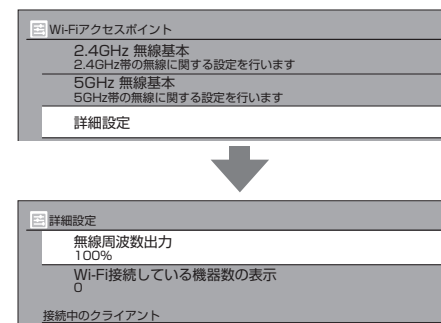 Wi-Fiアクセスポイント
2.4GHz 無線基本
2.4GHz帯の無線に関する設定を行います
5GHz 無線基本
5GHz帯の無線に関する設定を行います
詳細設定
詳細設定
無線周波数出力
100%
Wi-Fi接続している機器数の表示
0
接続中のクライアント